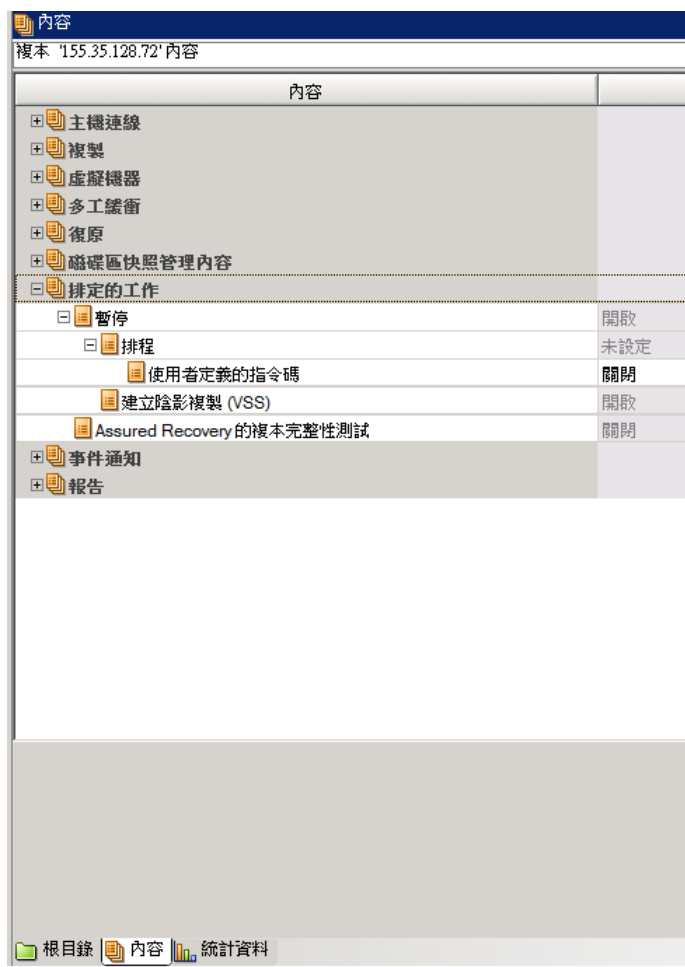 內容
複本 '155.35.128.72' 內容
內容
主機連線
複製
虛擬機器
多工緩衝
復原
磁碟區快照管理內容
排定的工作
暫停 開啟
排程 未設定
使用者定義的指令碼 關閉
建立陰影複製 (VSS) 開啟
Assured Recovery 的複本完整性測試 關閉
事件通知
報告
根目錄 內容 統計資料